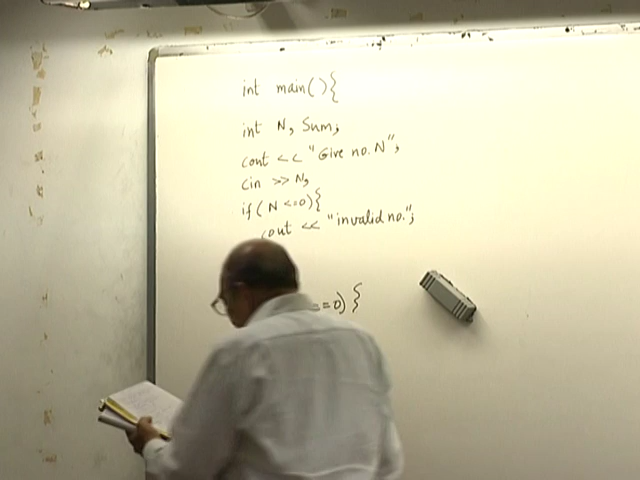 int main(){
int N, Sum;
cout << "Give no. N";
cin >> N;
if(N <=0){
cout << "invalid no.";
==0){